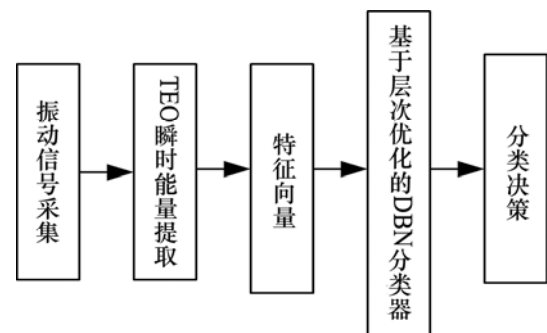 振动信号采集
TEO瞬时能量提取
特征向量
基于层次优化的DBN分类器
分类决策